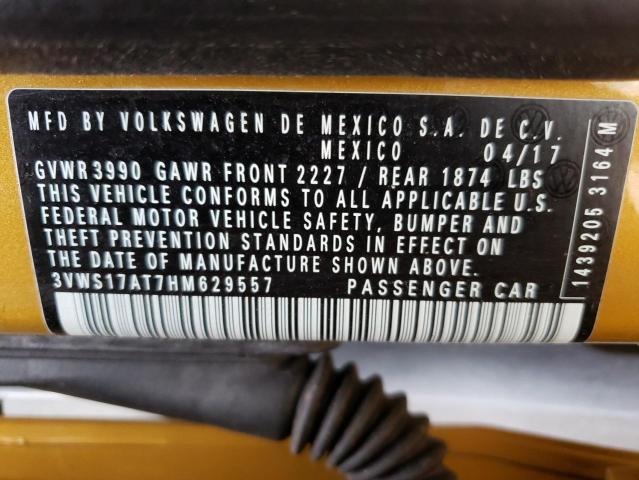 MFD BY VOLKSWAGEN DE MEXICO S.A. DE C.V.
MEXICO 04/17
GVWR 3990 GAWR FRONT 2227 / REAR 1874 LBS
THIS VEHICLE CONFORMS TO ALL APPLICABLE U.S.
FEDERAL MOTOR VEHICLE SAFETY, BUMPER AND
THEFT PREVENTION STANDARDS IN EFFECT ON
THE DATE OF MANUFACTURE SHOWN ABOVE.
3VWS17AT7HM629557 PASSENGER CAR
1439205 3164 M